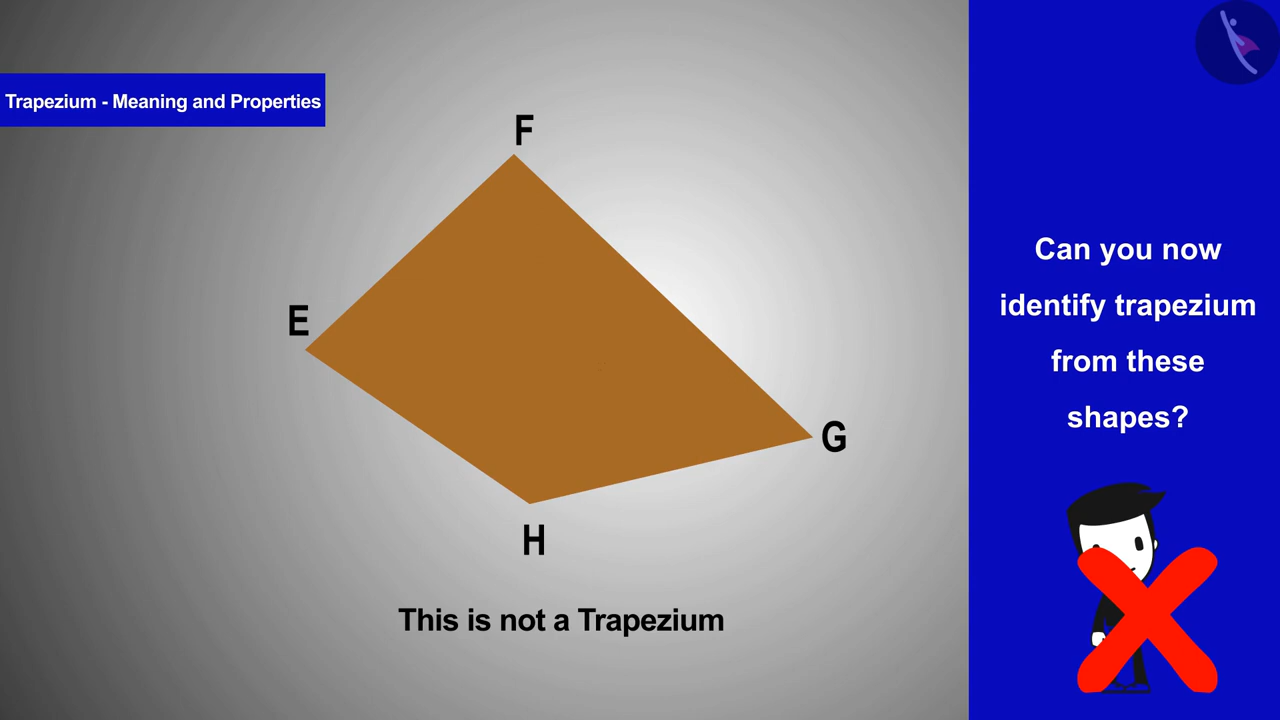 Trapezium - Meaning and Properties
F
E
G
H
This is not a Trapezium
Can you now
identify trapezium
from these
shapes?